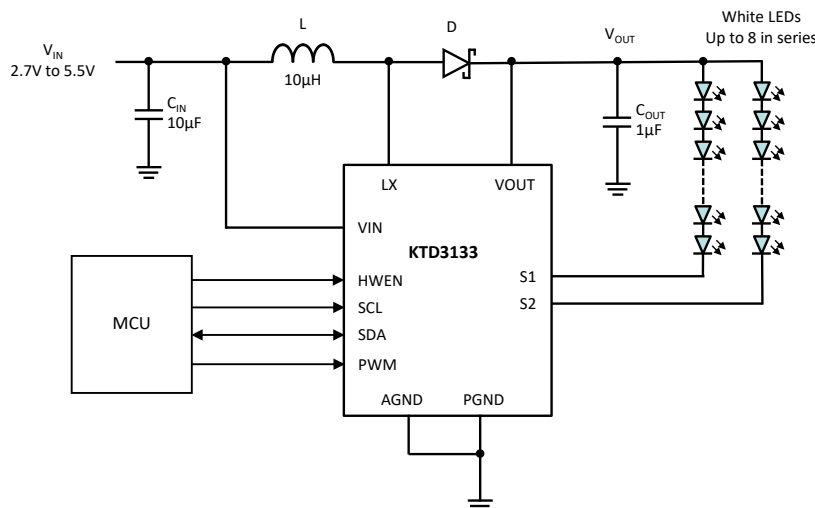 L
D
White LEDs
Up to 8 in series
V_IN
V_OUT
2.7V to 5.5V
10μH
C_IN
10μF
C_OUT
1μF
LX
VOUT
VIN
KTD3133
HWEN
S1
MCU
SCL
S2
SDA
PWM
AGND
PGND